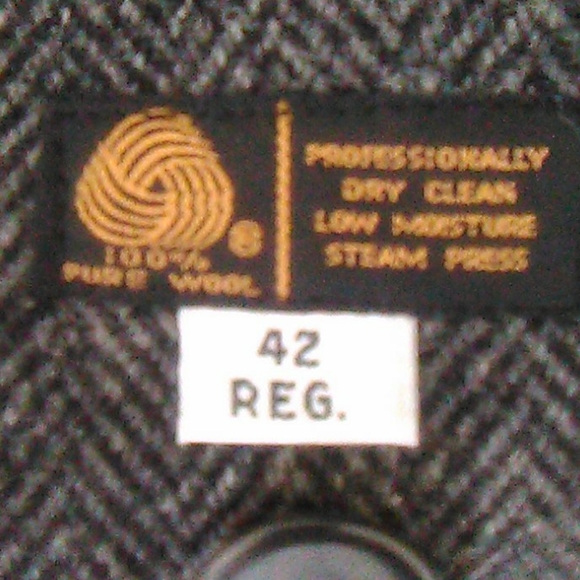 ®
100%
PURE WOOL
PROFESSIONALLY
DRY CLEAN
LOW MOISTURE
STEAM PRESS
42
REG.